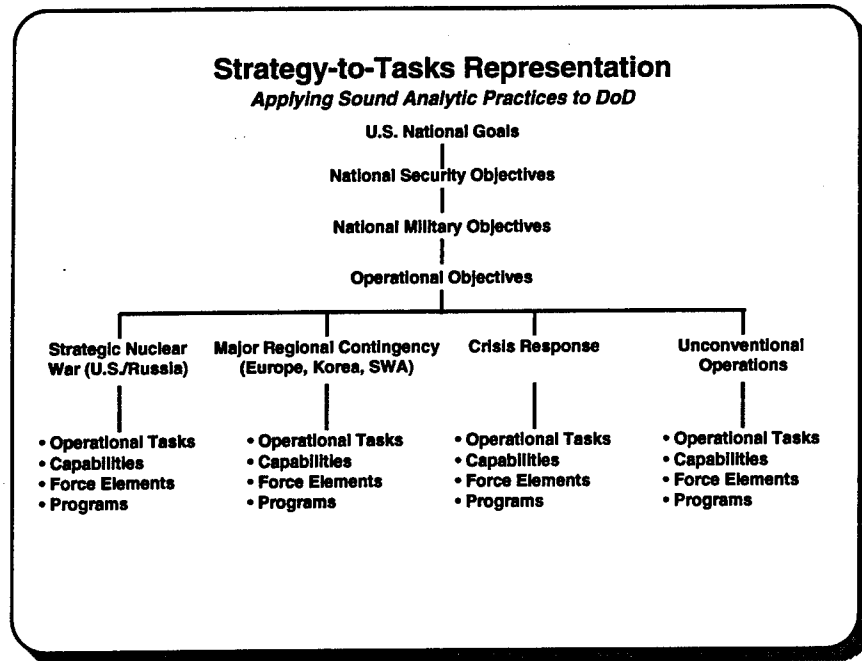 Strategy-to-Tasks Representation
Applying Sound Analytic Practices to DoD
U.S. National Goals
National Security Objectives
National Military Objectives
Operational Objectives
Strategic Nuclear
War (U.S./Russia)
Major Regional Contingency
(Europe, Korea, SWA)
Crisis Response
Unconventional
Operations
• Operational Tasks
• Capabilities
• Force Elements
• Programs
• Operational Tasks
• Capabilities
• Force Elements
• Programs
• Operational Tasks
• Capabilities
• Force Elements
• Programs
• Operational Tasks
• Capabilities
• Force Elements
• Programs